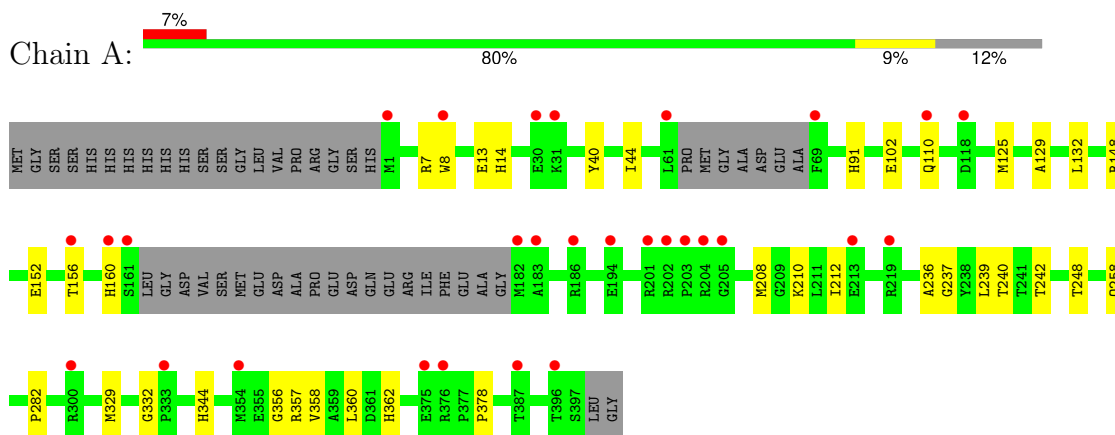 7%
Chain A:
80% 9% 12%
MET GLY SER SER HIS HIS HIS HIS HIS HIS HIS SER SER GLY LEU VAL PRO ARG GLY SER HIS M1 R7 W8 E13 H14 E30 K31 Y40 I44 L61 PRO MET GLY ALA ASP GLU ALA F69 H91 E102 Q110 D118 M125 A129 L132 R148
E152 T156 H160 S161 LEU GLY ASP VAL SER MET GLU ASP ALA PRO GLU ASP GLN GLU ARG ILE PHE GLU ALA GLY M182 A183 R186 E194 R201 R202 P203 R204 G205 M208 G209 K210 L211 I212 E213 R219 A236 G237 Y238 L239 T240 T241 T242 T248
P282 R300 M329 G332 P333 H344 M354 E355 G356 R357 V358 A359 L360 D361 H362 E375 R376 P377 P378 T387 T396 S397 LEU GLY